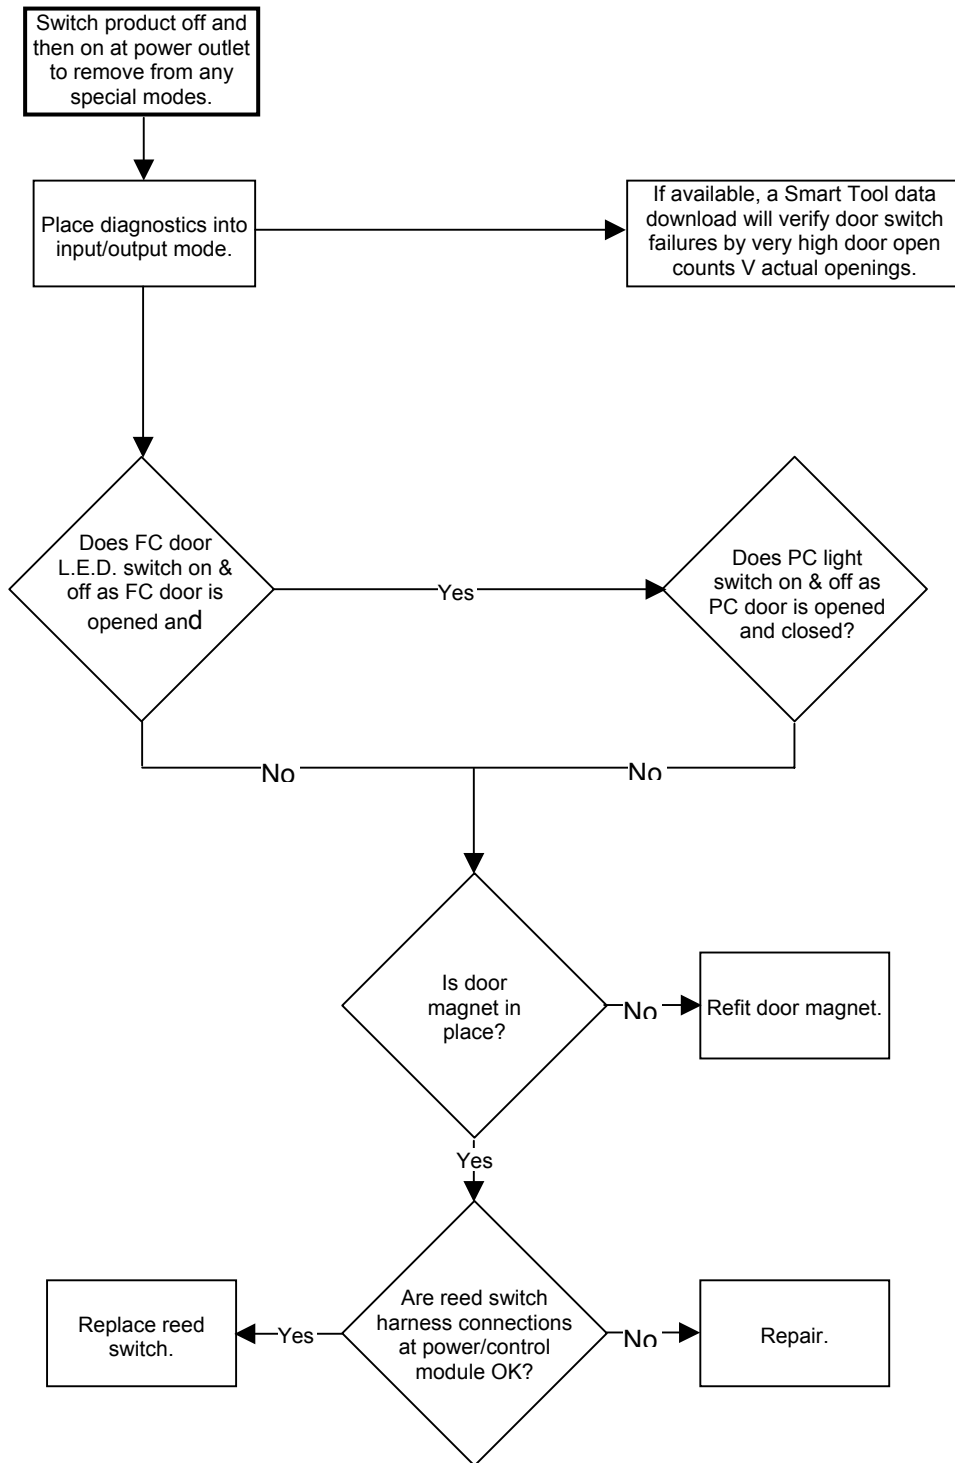 Switch product off and
then on at power outlet
to remove from any
special modes.
Place diagnostics into
input/output mode.
If available, a Smart Tool data
download will verify door switch
failures by very high door open
counts V actual openings.
Does FC door
L.E.D. switch on &
off as FC door is
opened and
Yes
Does PC light
switch on & off as
PC door is opened
and closed?
No
No
Is door
magnet in
place?
No
Refit door magnet.
Yes
Are reed switch
harness connections
at power/control
module OK?
Yes
Replace reed
switch.
No
Repair.